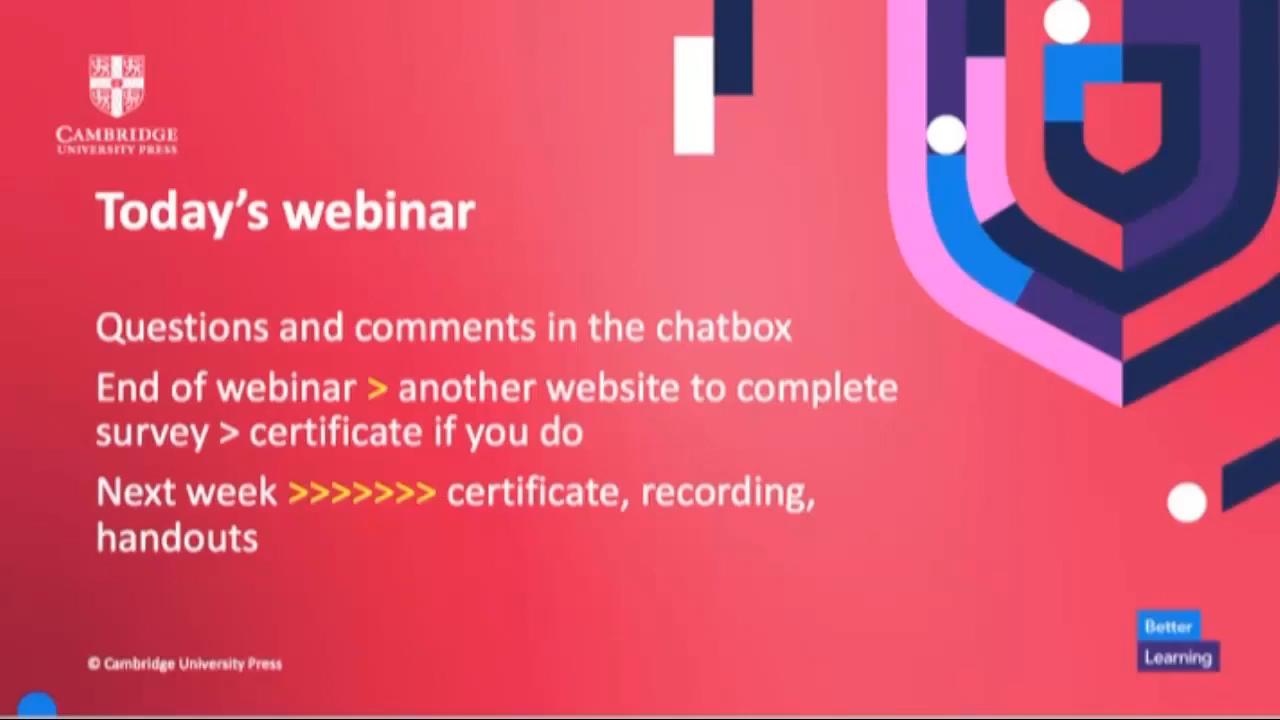 CAMBRIDGE
UNIVERSITY PRESS
Today's webinar
Questions and comments in the chatbox
End of webinar > another website to complete
survey > certificate if you do
Next week >>>>>>> certificate, recording,
handouts
Better
Learning
© Cambridge University Press